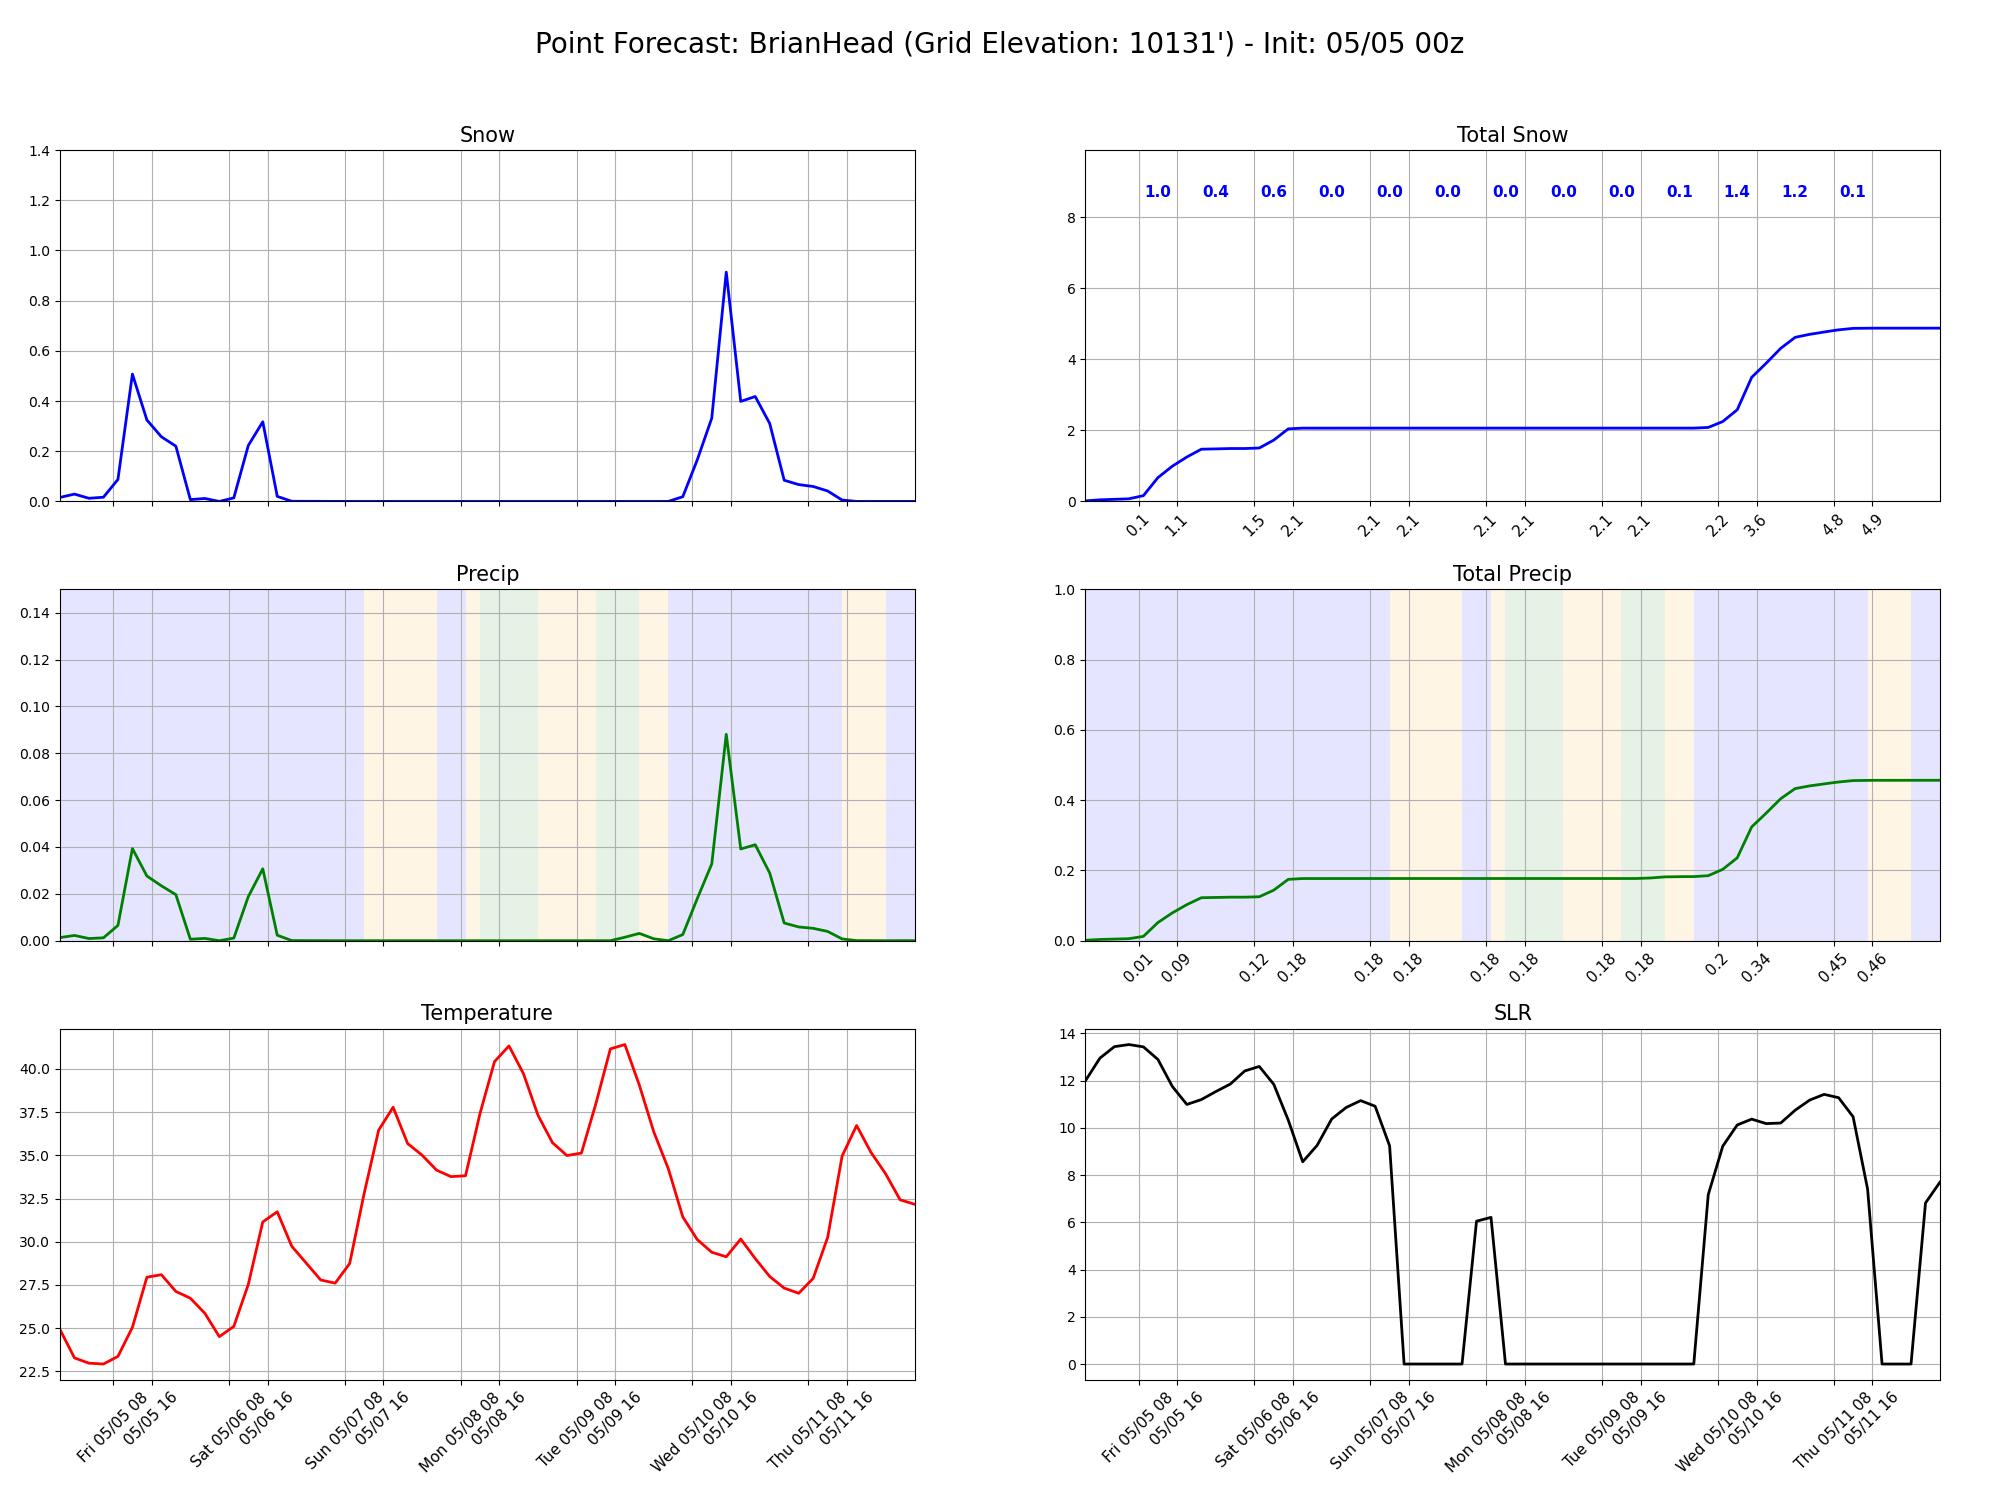 Point Forecast: BrianHead (Grid Elevation: 10131') - Init: 05/05 00z
Snow
1.4
1.2
1.0
0.8
0.6
0.4
0.2
0.0
Total Snow
1.0 0.4 0.6 0.0 0.0 0.0 0.0 0.0 0.0 0.1 1.4 1.2 0.1
8
6
4
2
0
0.1 1.1 1.5 2.1 2.1 2.1 2.1 2.1 2.1 2.1 2.2 3.6 4.8 4.9
Precip
0.14
0.12
0.10
0.08
0.06
0.04
0.02
0.00
Total Precip
1.0
0.8
0.6
0.4
0.2
0.0
0.01 0.09 0.12 0.18 0.18 0.18 0.18 0.18 0.18 0.18 0.2 0.34 0.45 0.46
Temperature
40.0
37.5
35.0
32.5
30.0
27.5
25.0
22.5
Fri 05/05 08
05/05 16
Sat 05/06 08
05/06 16
Sun 05/07 08
05/07 16
Mon 05/08 08
05/08 16
Tue 05/09 08
05/09 16
Wed 05/10 08
05/10 16
Thu 05/11 08
05/11 16
SLR
14
12
10
8
6
4
2
0
Fri 05/05 08
05/05 16
Sat 05/06 08
05/06 16
Sun 05/07 08
05/07 16
Mon 05/08 08
05/08 16
Tue 05/09 08
05/09 16
Wed 05/10 08
05/10 16
Thu 05/11 08
05/11 16